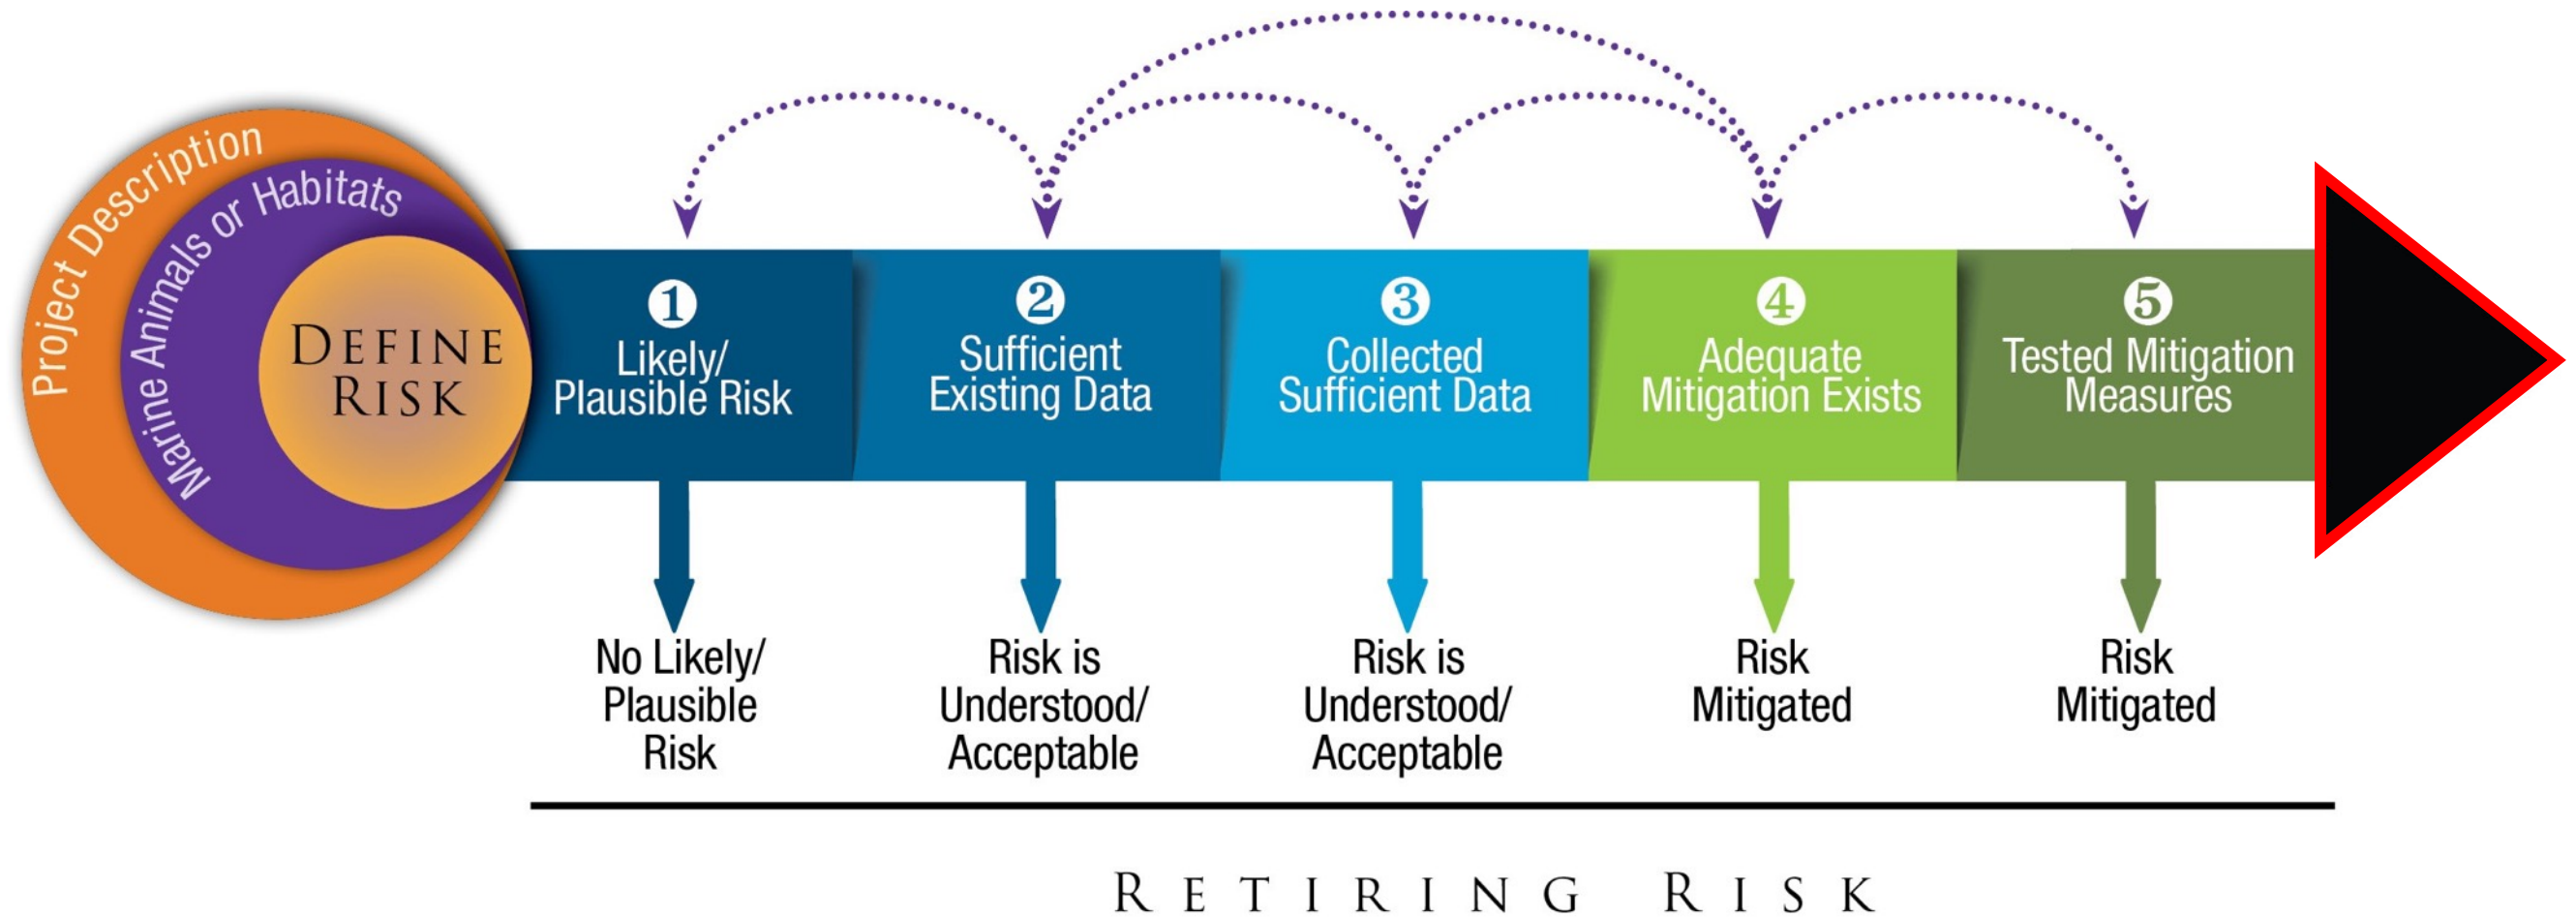 Project Description
Marine Animals or Habitats
DEFINE
RISK
1
Likely/
Plausible Risk
2
Sufficient
Existing Data
3
Collected
Sufficient Data
4
Adequate
Mitigation Exists
5
Tested Mitigation
Measures
No Likely/
Plausible
Risk
Risk is
Understood/
Acceptable
Risk is
Understood/
Acceptable
Risk
Mitigated
Risk
Mitigated
RETIRING RISK